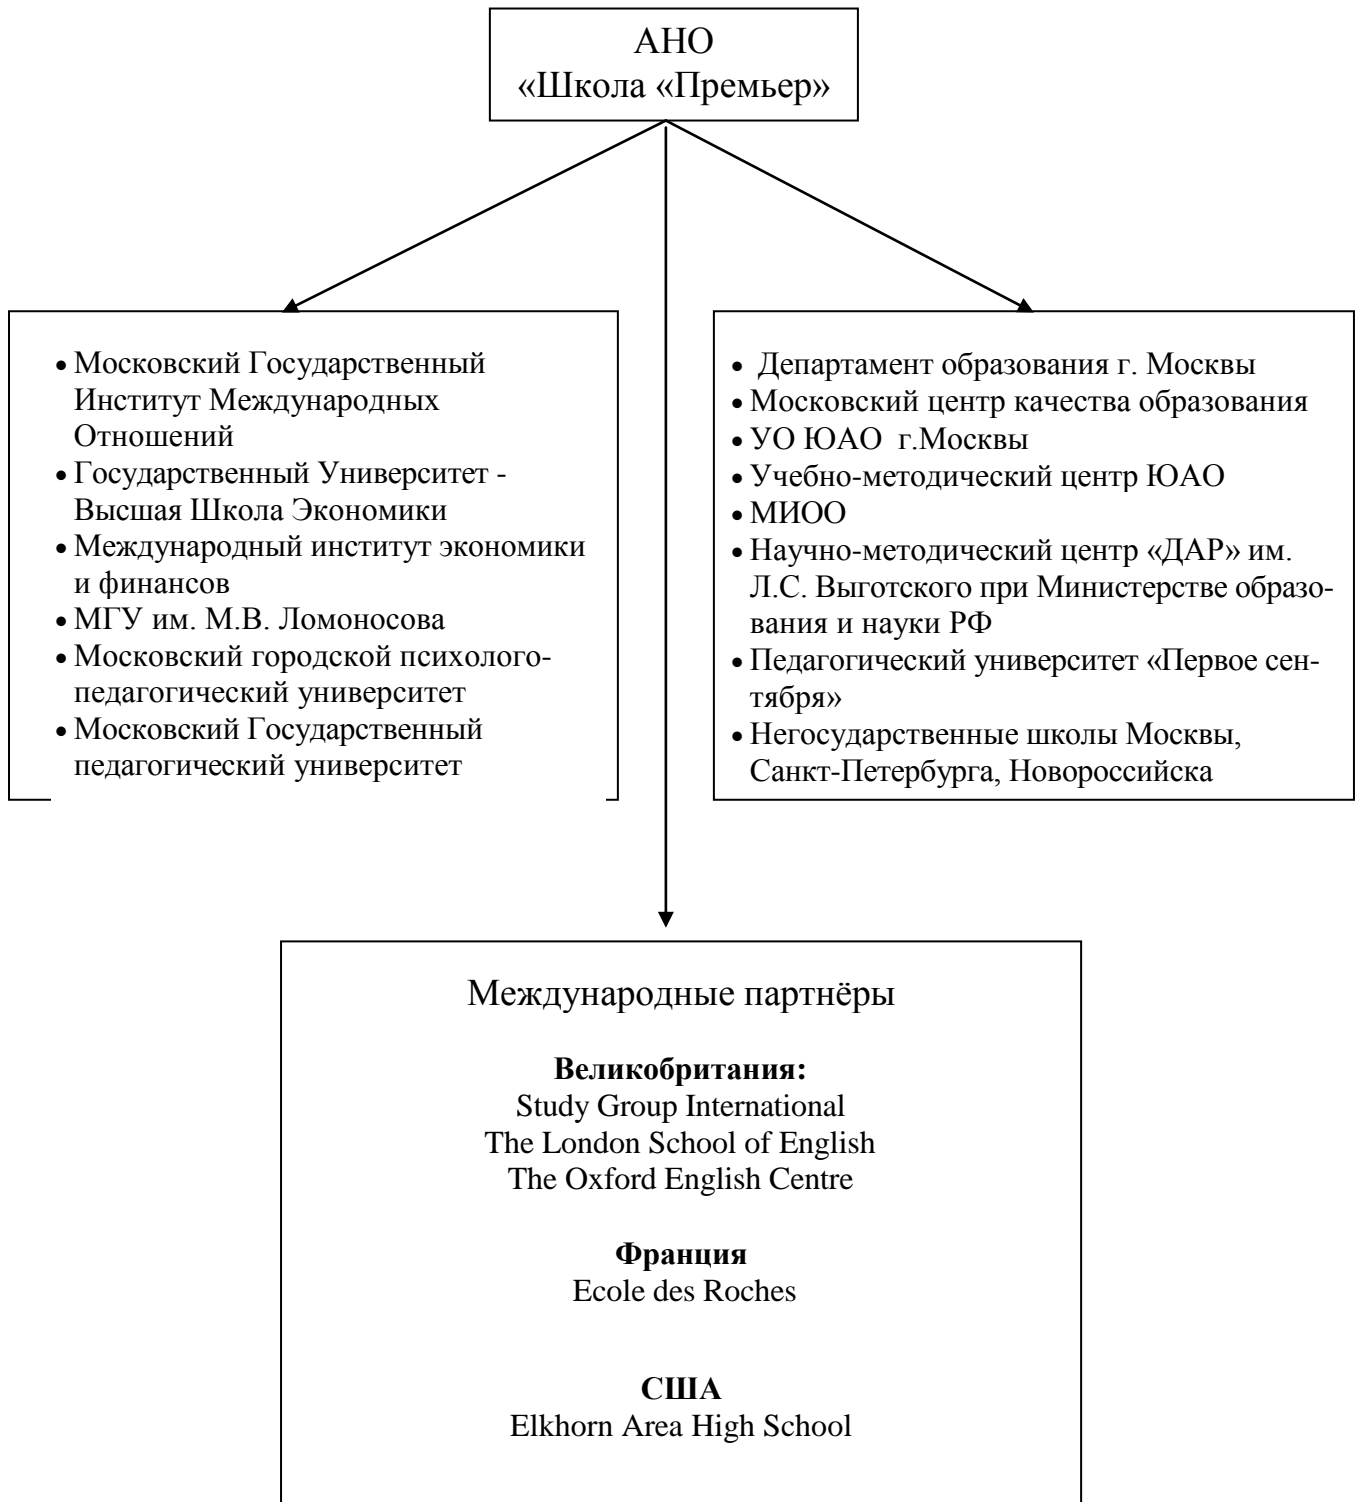 АНО
«Школа «Премьер»
• Московский Государственный
Институт Международных
Отношений
• Государственный Университет -
Высшая Школа Экономики
• Международный институт экономики
и финансов
• МГУ им. М.В. Ломоносова
• Московский городской психолого-
педагогический университет
• Московский Государственный
педагогический университет
• Департамент образования г. Москвы
• Московский центр качества образования
• УО ЮАО г.Москвы
• Учебно-методический центр ЮАО
• МИОО
• Научно-методический центр «ДАР» им.
Л.С. Выготского при Министерстве образо-
вания и науки РФ
• Педагогический университет «Первое сен-
тября»
• Негосударственные школы Москвы,
Санкт-Петербурга, Новороссийска
Международные партнёры
Великобритания:
Study Group International
The London School of English
The Oxford English Centre
Франция
Ecole des Roches
США
Elkhorn Area High School